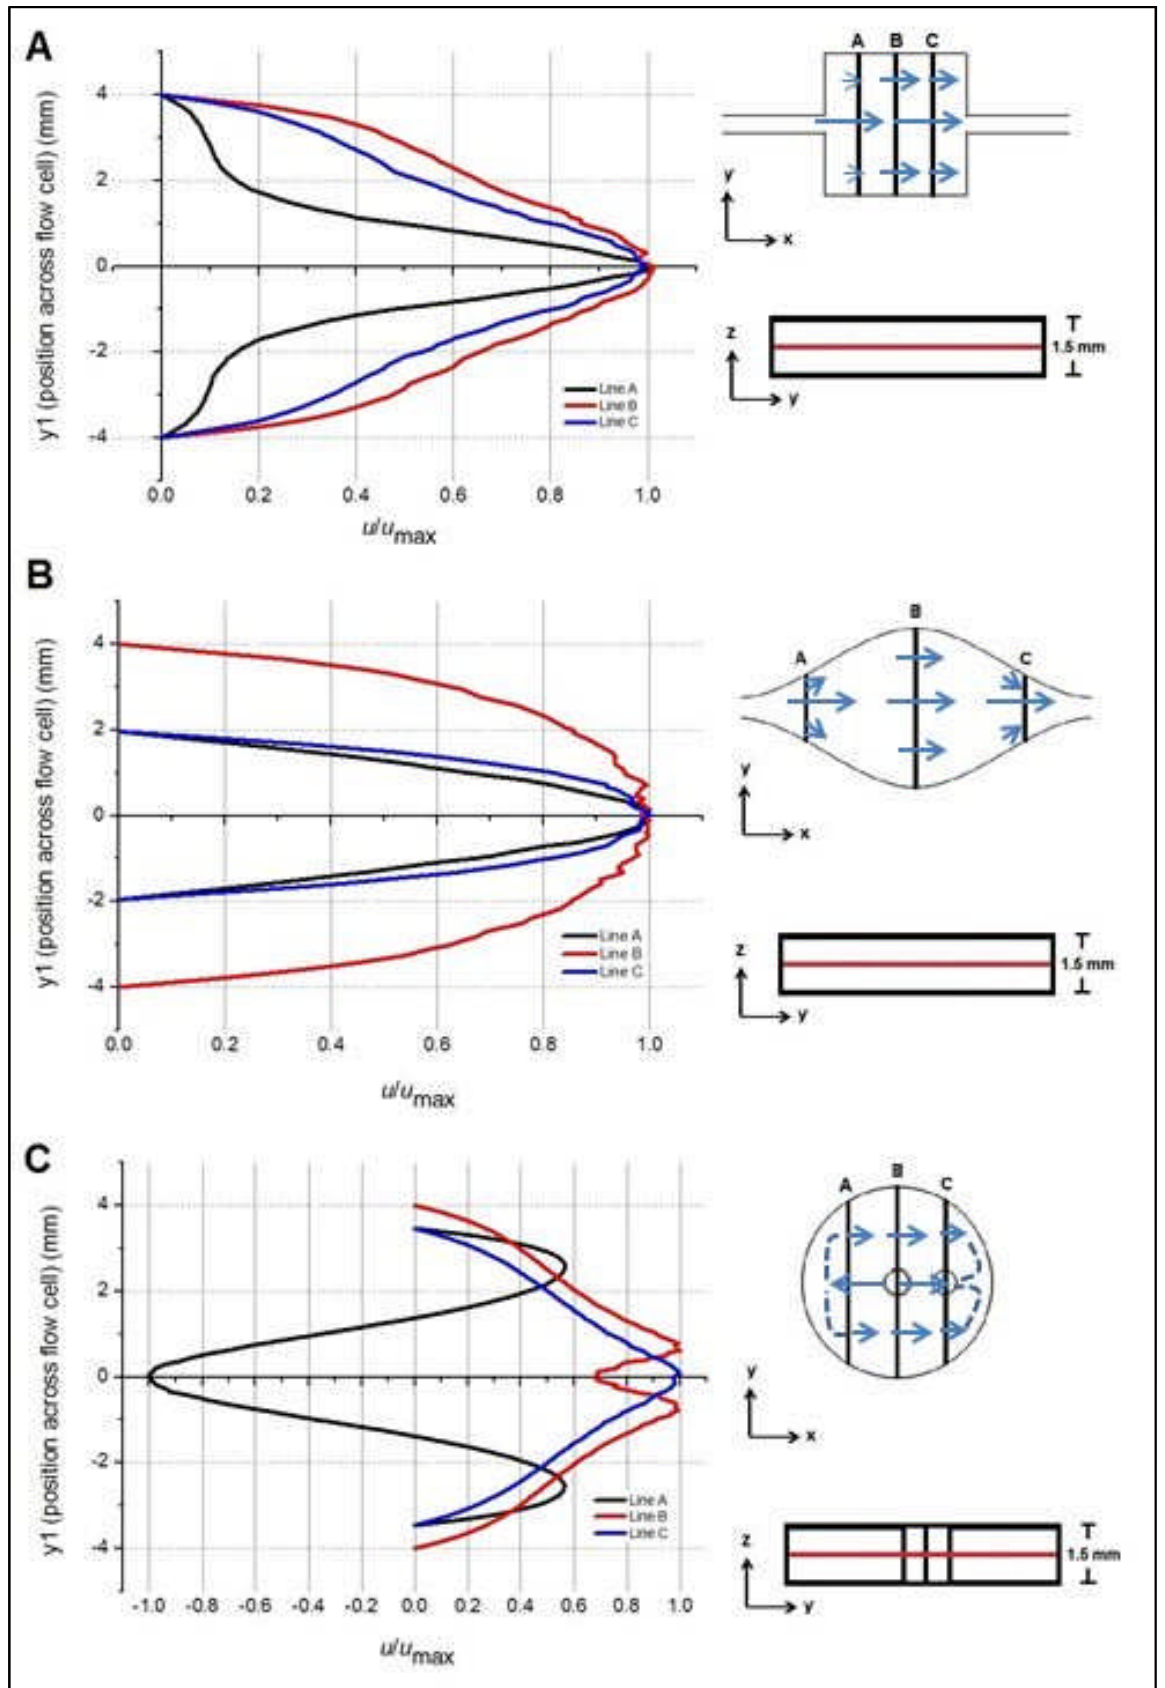 A
y1 (position across flow cell) (mm)
4
2
0
-2
-4
0.0 0.2 0.4 0.6 0.8 1.0
u/umax
Line A
Line B
Line C
A B C
y
x
z
y
1.5 mm
B
y1 (position across flow cell) (mm)
4
2
0
-2
-4
0.0 0.2 0.4 0.6 0.8 1.0
u/umax
Line A
Line B
Line C
B
A C
y
x
z
y
1.5 mm
C
y1 (position across flow cell) (mm)
4
2
0
-2
-4
-1.0 -0.8 -0.6 -0.4 -0.2 0.0 0.2 0.4 0.6 0.8 1.0
u/umax
Line A
Line B
Line C
A B C
y
x
z
y
1.5 mm